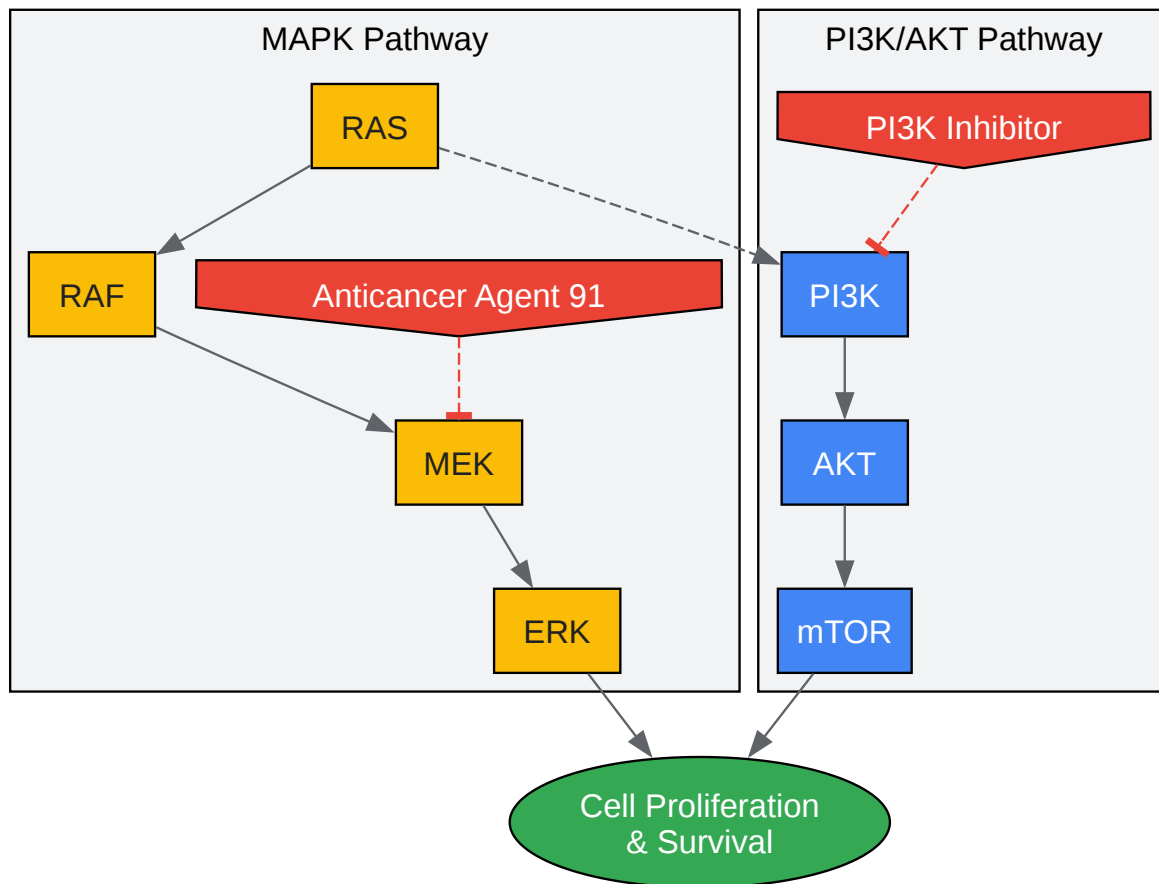 MAPK Pathway
PI3K/AKT Pathway
RAS
PI3K Inhibitor
RAF
Anticancer Agent 91
PI3K
MEK
AKT
ERK
mTOR
Cell Proliferation
& Survival